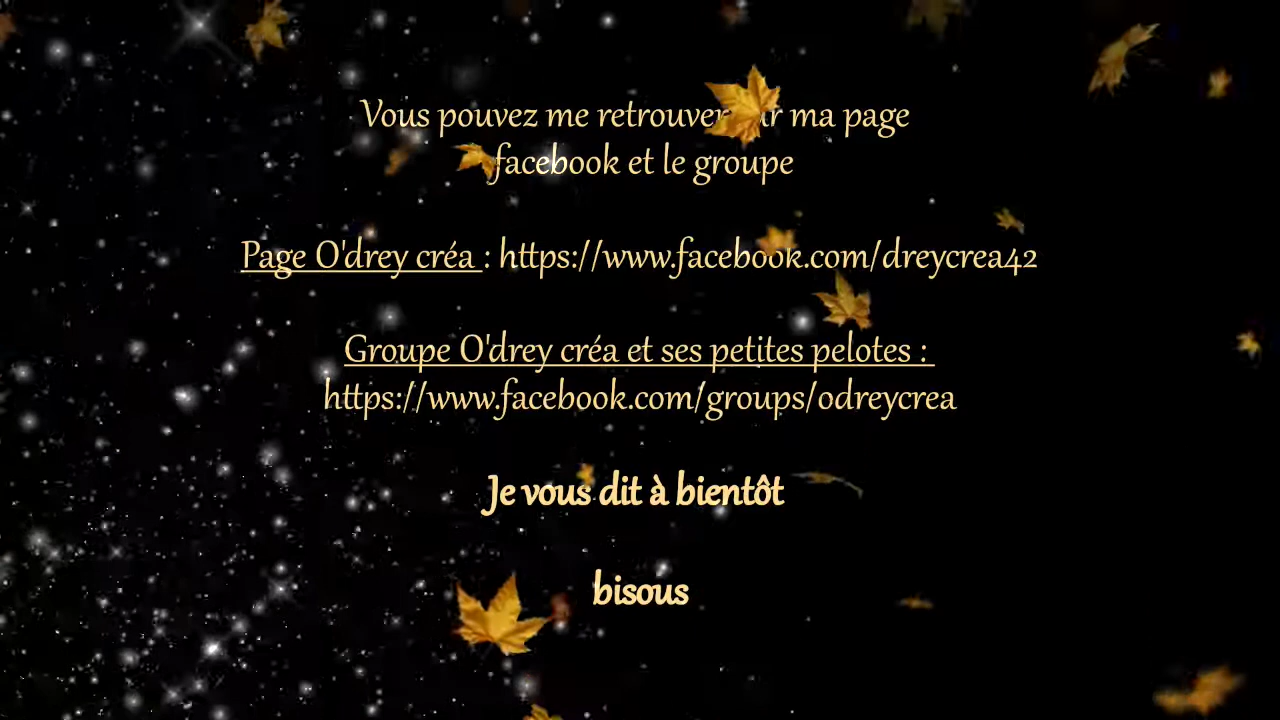 Vous pouvez me retrouver sur ma page
facebook et le groupe
Page O'drey créa : https://www.facebook.com/dreycrea42
Groupe O'drey créa et ses petites pelotes :
https://www.facebook.com/groups/odreycrea
Je vous dit à bientôt
bisous